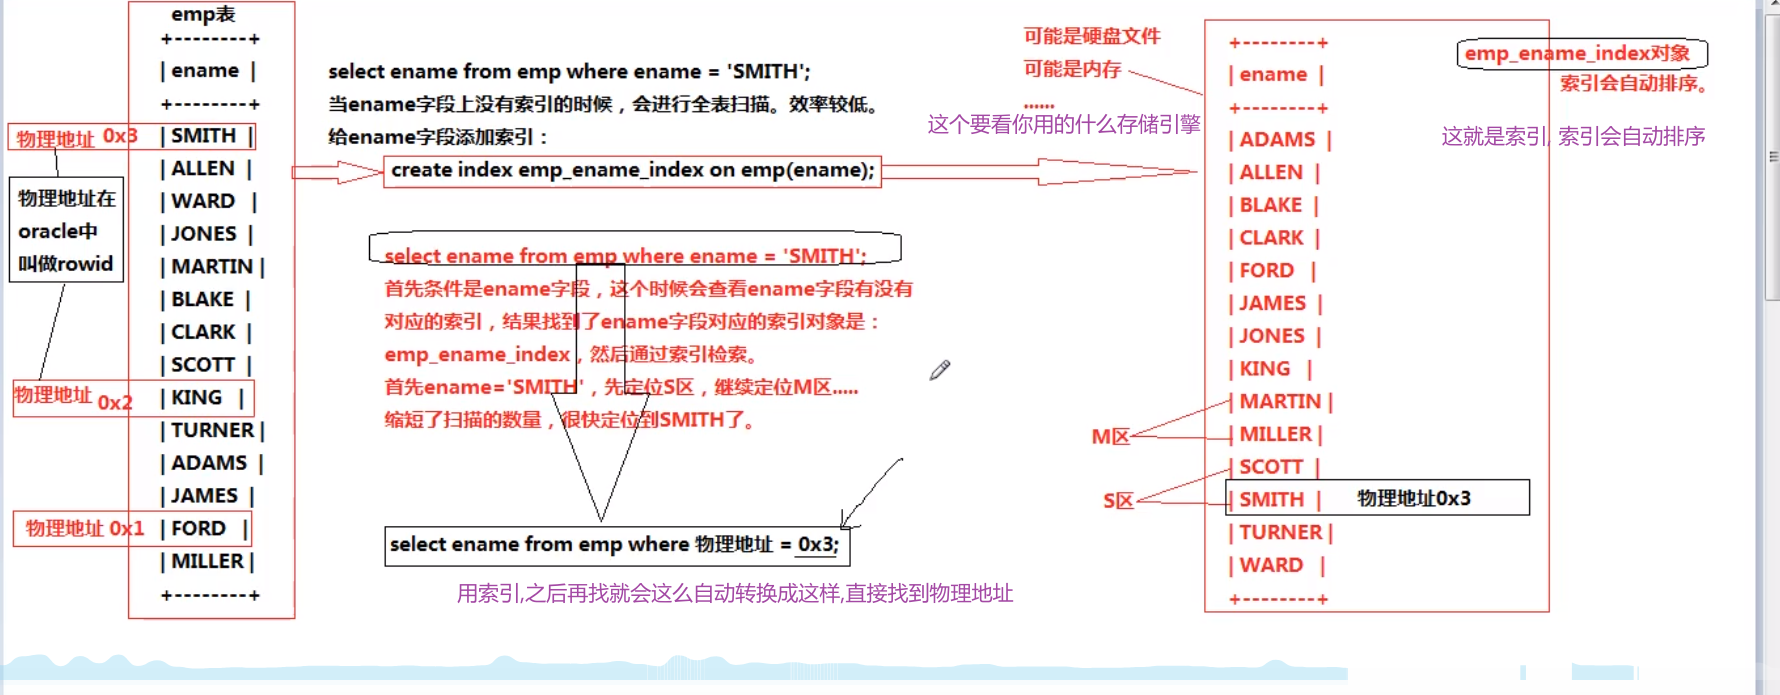 emp表
+--------+
| ename |
+--------+
| SMITH |
| ALLEN |
| WARD |
| JONES |
| MARTIN |
| BLAKE |
| CLARK |
| SCOTT |
| KING |
| TURNER |
| ADAMS |
| JAMES |
| FORD |
| MILLER |
+--------+
物理地址 0x3
物理地址在
oracle中
叫做rowid
物理地址 0x2
物理地址 0x1
select ename from emp where ename = 'SMITH';
当ename字段上没有索引的时候，会进行全表扫描。效率较低。
给ename字段添加索引：
create index emp_ename_index on emp(ename);
select ename from emp where ename = 'SMITH';
首先条件是ename字段，这个时候会查看ename字段有没有
对应的索引，结果找到了ename字段对应的索引对象是：
emp_ename_index，然后通过索引检索。
首先ename='SMITH'，先定位S区，继续定位M区.....
缩短了扫描的数量，很快定位到SMITH了。
select ename from emp where 物理地址 = 0x3;
用索引,之后再找就会这么自动转换成这样,直接找到物理地址
可能是硬盘文件
可能是内存
......
这个要看你用的什么存储引擎
+--------+
| ename |
+--------+
| ADAMS |
| ALLEN |
| BLAKE |
| CLARK |
| FORD |
| JAMES |
| JONES |
| KING |
| MARTIN |
| MILLER |
| SCOTT |
| SMITH | 物理地址0x3
| TURNER |
| WARD |
+--------+
M区
S区
emp_ename_index对象
索引会自动排序。
这就是索引, 索引会自动排序